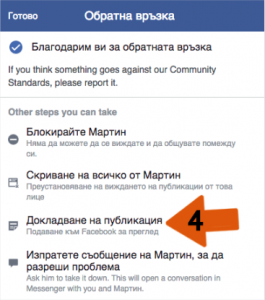 Готово Обратна връзка
Благодарим ви за обратната връзка
If you think something goes against our Community
Standards, please report it.
Other steps you can take
Блокирайте Мартин
Няма да можете да се виждате и да общувате помежду
си.
Скриване на всичко от Мартин
Преустановяване на виждането на публикации от това
лице
Докладване на публикация
Подаване към Facebook за преглед
4
Изпратете съобщение на Мартин, за да
разреши проблема
Ask him to take it down. This will open a conversation in
Messenger with you and Мартин.